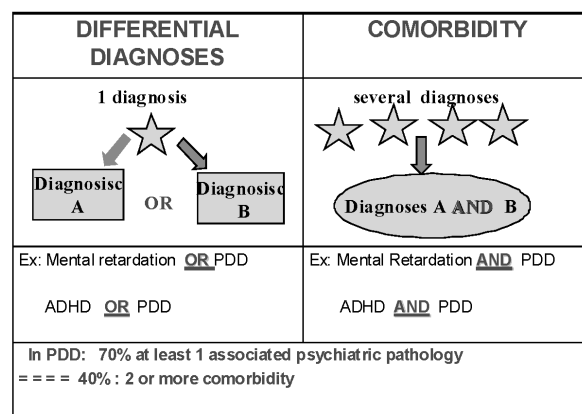 DIFFERENTIAL
DIAGNOSES
COMORBIDITY
1 diagnosis
Diagnosisc
A
OR
Diagnosisc
B
several diagnoses
Diagnoses A AND B
Ex: Mental retardation OR PDD
ADHD OR PDD
Ex: Mental Retardation AND PDD
ADHD AND PDD
In PDD: 70% at least 1 associated psychiatric pathology
= = = = 40% : 2 or more comorbidity